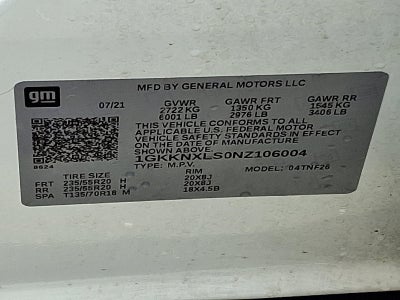 gm
MFD BY GENERAL MOTORS LLC
07/21 GVWR GAWR FRT GAWR RR
2722 KG 1350 KG 1545 KG
6001 LB 2976 LB 3406 LB
THIS VEHICLE CONFORMS TO ALL APPLICABLE
U.S. FEDERAL MOTOR
VEHICLE SAFETY STANDARDS IN EFFECT
ON THE DATE OF MANUFACTURE
SHOWN ABOVE.
1GKKNXLS0NZ106004
8624
TYPE: M.P.V. MODEL: 04TNF26
TIRE SIZE RIM
FRT 235/55R20 H 20X8J
RR 235/55R20 H 20X8J
SPA T135/70R18 M 18X4.5B